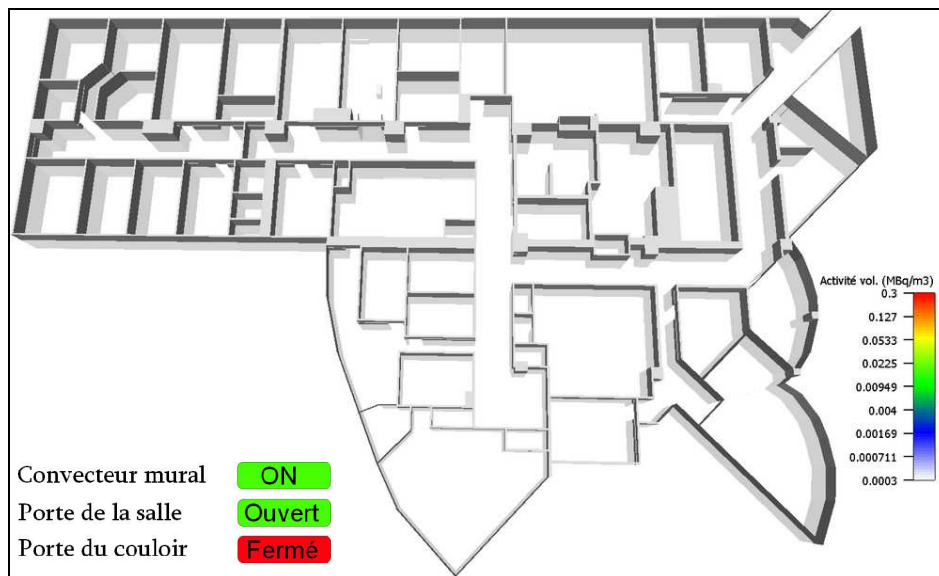 Activité vol. (MBq/m3)
0.3
0.127
0.0533
0.0225
0.00949
0.004
0.00169
0.000711
0.0003
Convecteur mural ON
Porte de la salle Ouvert
Porte du couloir Fermé